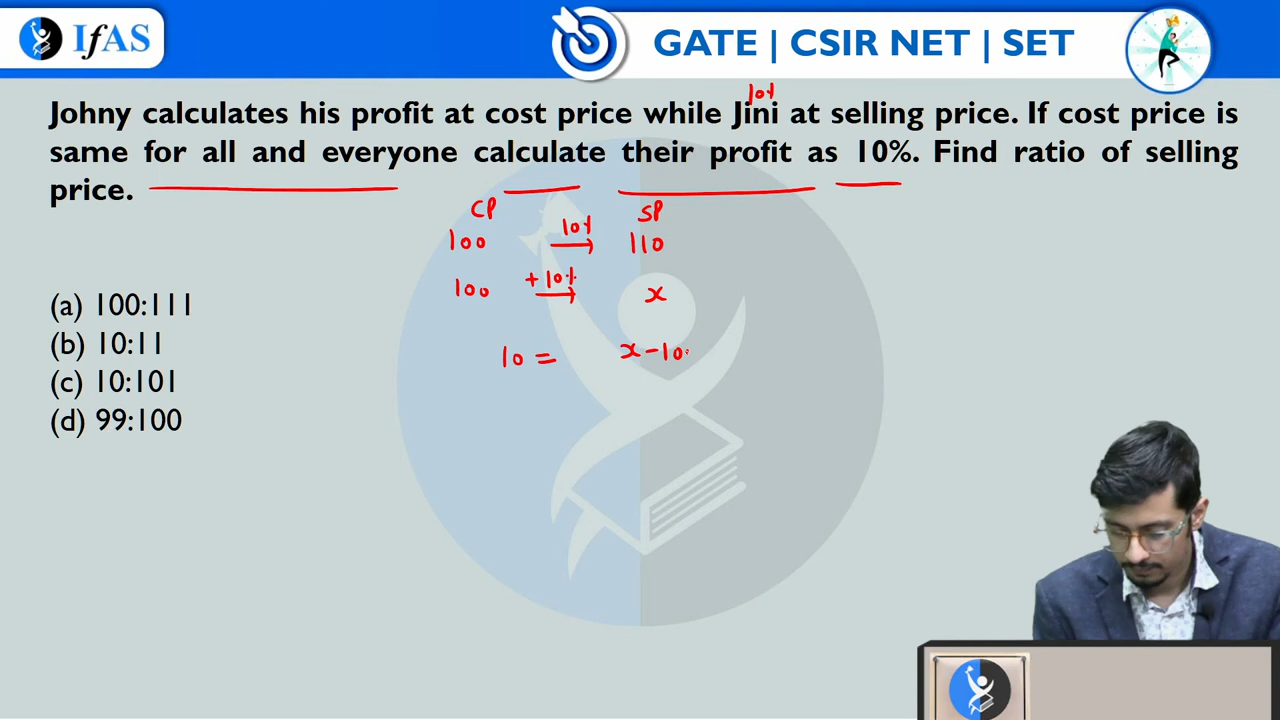 IfAS
GATE | CSIR NET | SET
10%
Johny calculates his profit at cost price while Jini at selling price. If cost price is
same for all and everyone calculate their profit as 10%. Find ratio of selling
price.
CP SP
100 10% 110
100 +10% x
10 = x-10
(a) 100:111
(b) 10:11
(c) 10:101
(d) 99:100